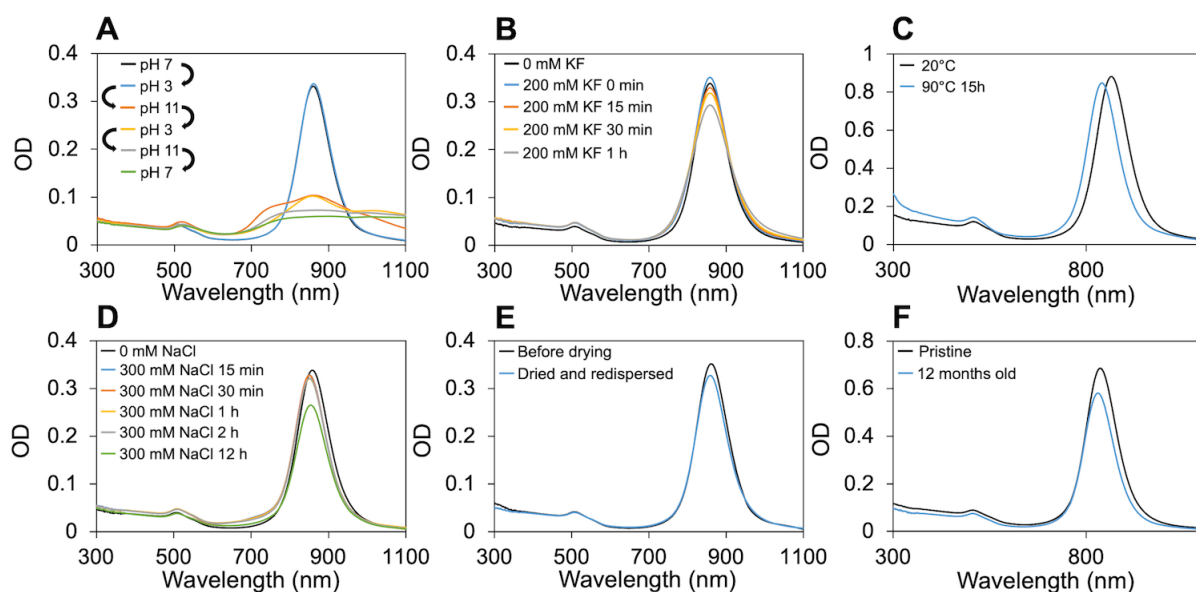 A
0.4
0.3
0.2
0.1
0
OD
pH 7
pH 3
pH 11
pH 3
pH 11
pH 7
300 500 700 900 1100
Wavelength (nm)
B
0.4
0.3
0.2
0.1
0
OD
0 mM KF
200 mM KF 0 min
200 mM KF 15 min
200 mM KF 30 min
200 mM KF 1 h
300 500 700 900 1100
Wavelength (nm)
C
1
0.8
0.6
0.4
0.2
0
OD
20°C
90°C 15h
300 800
Wavelength (nm)
D
0.4
0.3
0.2
0.1
0
OD
0 mM NaCl
300 mM NaCl 15 min
300 mM NaCl 30 min
300 mM NaCl 1 h
300 mM NaCl 2 h
300 mM NaCl 12 h
300 500 700 900 1100
Wavelength (nm)
E
0.4
0.3
0.2
0.1
0
OD
Before drying
Dried and redispersed
300 500 700 900 1100
Wavelength (nm)
F
0.8
0.6
0.4
0.2
0
OD
Pristine
12 months old
300 800
Wavelength (nm)